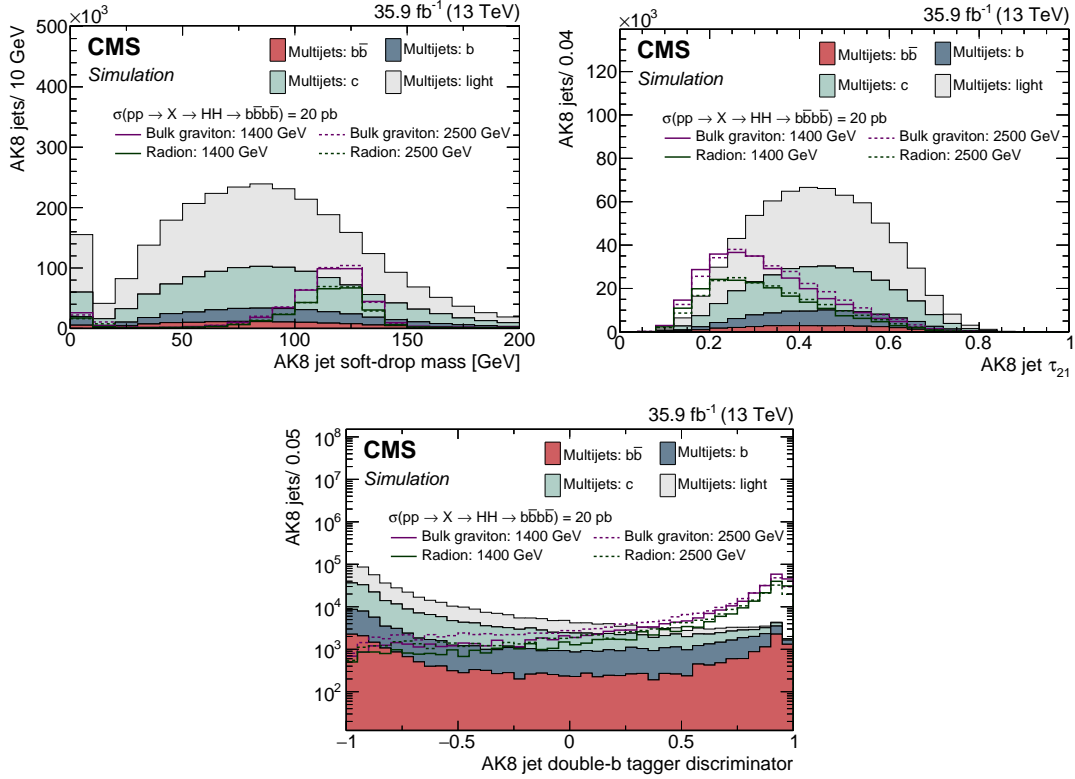 35.9 fb⁻¹ (13 TeV)
×10³
CMS
Simulation
Multijets: bb̄
Multijets: b
Multijets: c
Multijets: light
σ(pp → X → HH → bb̄bb̄) = 20 pb
Bulk graviton: 1400 GeV
Bulk graviton: 2500 GeV
Radion: 1400 GeV
Radion: 2500 GeV
AK8 jets/ 10 GeV
500
400
300
200
100
0
0 50 100 150 200
AK8 jet soft-drop mass [GeV]
35.9 fb⁻¹ (13 TeV)
×10³
CMS
Simulation
Multijets: bb̄
Multijets: b
Multijets: c
Multijets: light
σ(pp → X → HH → bb̄bb̄) = 20 pb
Bulk graviton: 1400 GeV
Bulk graviton: 2500 GeV
Radion: 1400 GeV
Radion: 2500 GeV
AK8 jets/ 0.04
120
100
80
60
40
20
0
0 0.2 0.4 0.6 0.8 1
AK8 jet τ₂₁
35.9 fb⁻¹ (13 TeV)
CMS
Simulation
Multijets: bb̄
Multijets: b
Multijets: c
Multijets: light
σ(pp → X → HH → bb̄bb̄) = 20 pb
Bulk graviton: 1400 GeV
Bulk graviton: 2500 GeV
Radion: 1400 GeV
Radion: 2500 GeV
AK8 jets/ 0.05
10⁸
10⁷
10⁶
10⁵
10⁴
10³
10²
−1 −0.5 0 0.5 1
AK8 jet double-b tagger discriminator